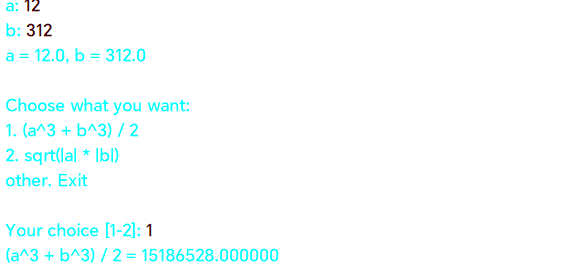 a: 12
b: 312
a = 12.0, b = 312.0
Choose what you want:
1. (a^3 + b^3) / 2
2. sqrt(|a| * |b|)
other. Exit
Your choice [1-2]: 1
(a^3 + b^3) / 2 = 15186528.000000